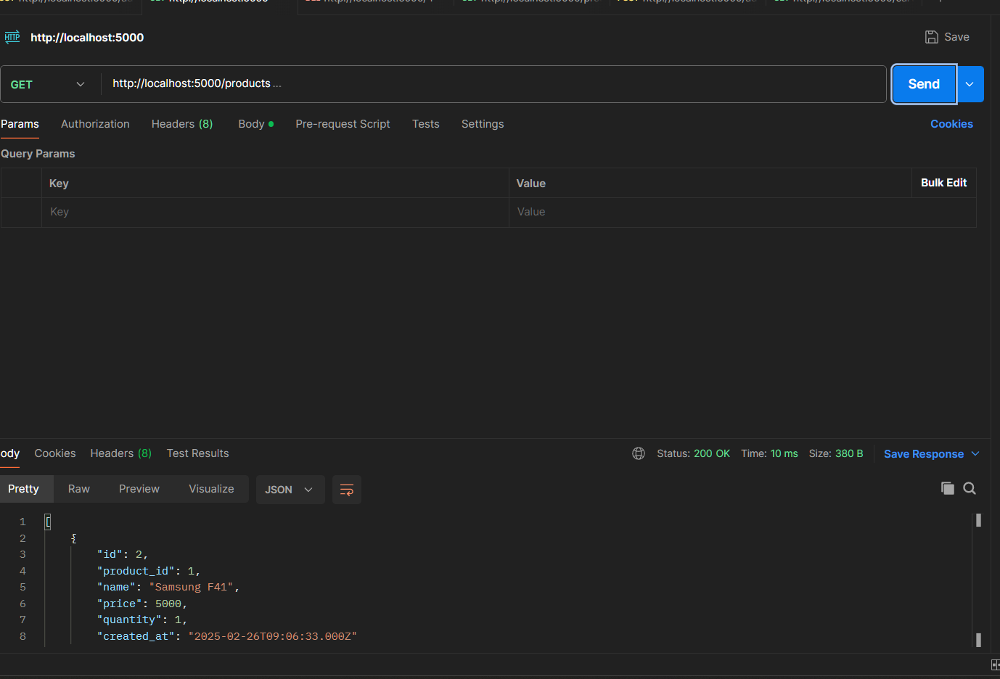 http://localhost:5000
Save
GET
http://localhost:5000/products ...
Send
Params Authorization Headers (8) Body Pre-request Script Tests Settings Cookies
Query Params
Key Value Bulk Edit
Key Value
ody Cookies Headers (8) Test Results Status: 200 OK Time: 10 ms Size: 380 B Save Response
Pretty Raw Preview Visualize JSON
1 [
2 {
3 "id": 2,
4 "product_id": 1,
5 "name": "Samsung F41",
6 "price": 5000,
7 "quantity": 1,
8 "created_at": "2025-02-26T09:06:33.000Z"